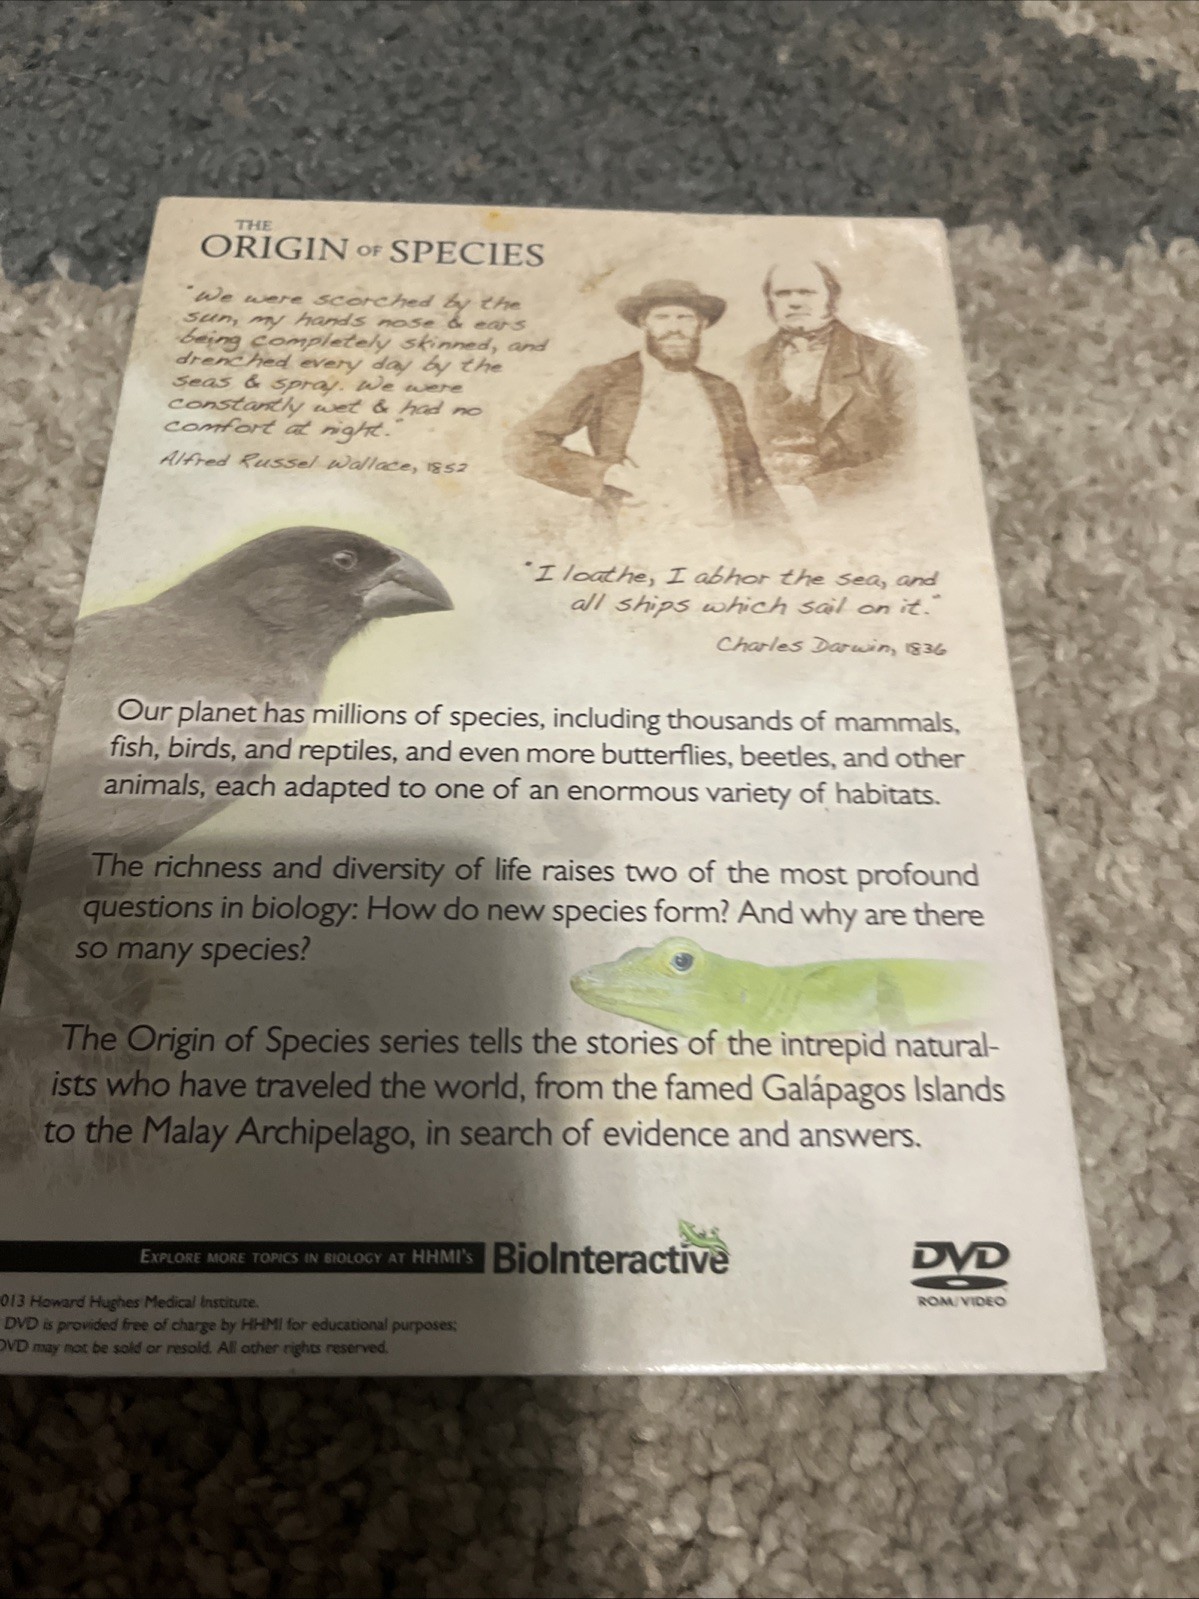 THE
ORIGIN OF SPECIES
"We were scorched by the
sun, my hands nose & ears
being completely skinned, and
drenched every day by the
seas & spray. We were
constantly wet & had no
comfort at night."
Alfred Russel Wallace, 1852
"I loathe, I abhor the sea, and
all ships which sail on it."
Charles Darwin, 1836
Our planet has millions of species, including thousands of mammals,
fish, birds, and reptiles, and even more butterflies, beetles, and other
animals, each adapted to one of an enormous variety of habitats.
The richness and diversity of life raises two of the most profound
questions in biology: How do new species form? And why are there
so many species?
The Origin of Species series tells the stories of the intrepid natural-
ists who have traveled the world, from the famed Galápagos Islands
to the Malay Archipelago, in search of evidence and answers.
EXPLORE MORE TOPICS IN BIOLOGY AT HHMI's BioInteractive
DVD
ROM/VIDEO
013 Howard Hughes Medical Institute.
DVD is provided free of charge by HHMI for educational purposes;
DVD may not be sold or resold. All other rights reserved.